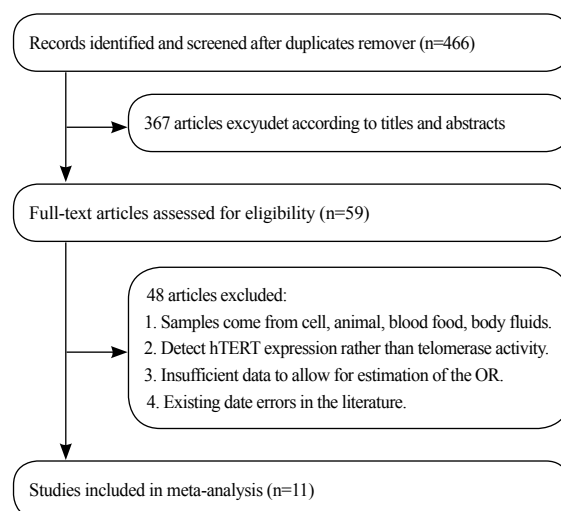 Records identified and screened after duplicates remover (n=466)
367 articles excyudet according to titles and abstracts
Full-text articles assessed for eligibility (n=59)
48 articles excluded:
1. Samples come from cell, animal, blood food, body fluids.
2. Detect hTERT expression rather than telomerase activity.
3. Insufficient data to allow for estimation of the OR.
4. Existing date errors in the literature.
Studies included in meta-analysis (n=11)